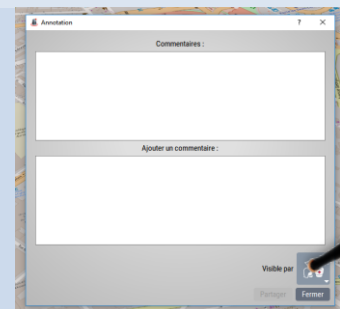 Annotation
?
Commentaires :
Ajouter un commentaire :
Visible par
Partager
Fermer